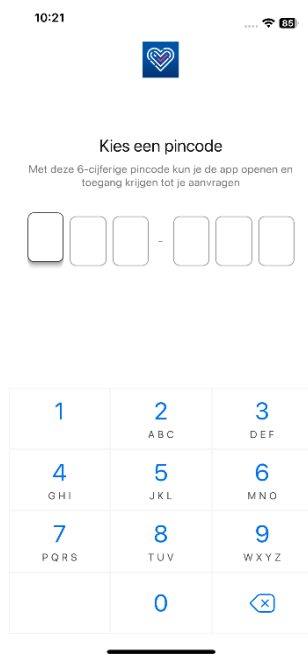 10:21
85
Kies een pincode
Met deze 6-cijferige pincode kun je de app openen en
toegang krijgen tot je aanvragen
-
1
2
3
ABC
DEF
4
5
6
GHI
JKL
MNO
7
8
9
PQRS
TUV
WXYZ
0